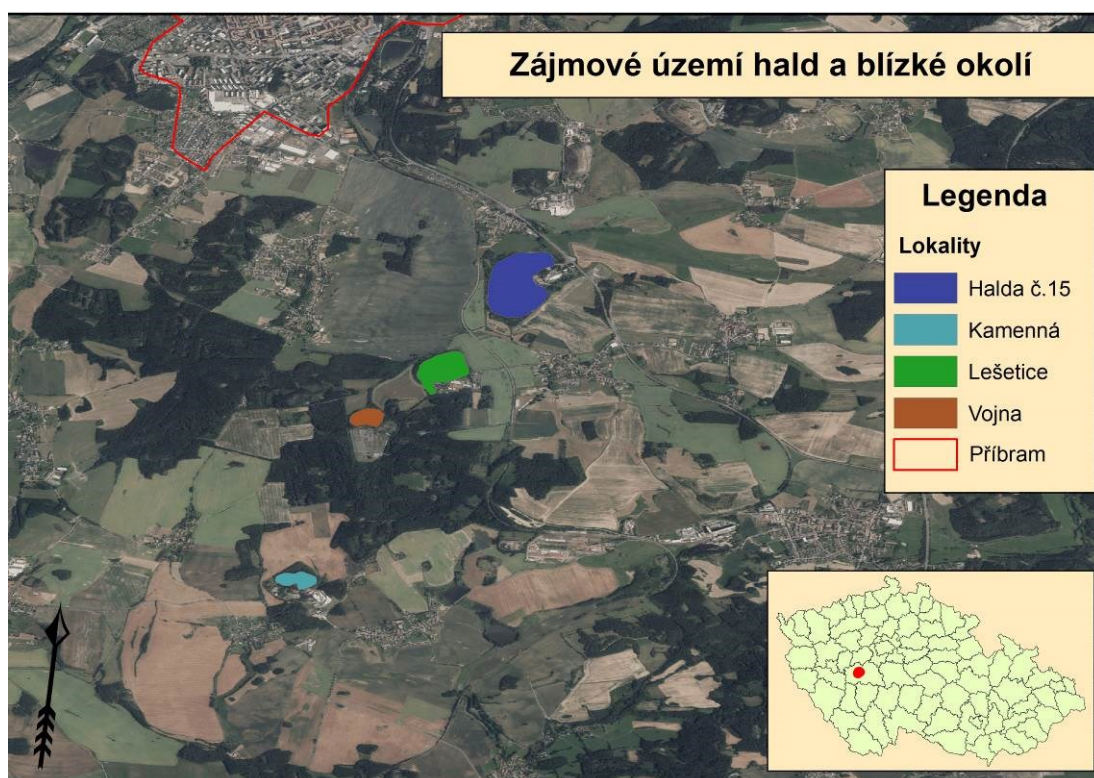 Zájmové území hald a blízké okolí
Legenda
Lokality
Halda č.15
Kamenná
Lešetice
Vojna
Příbram